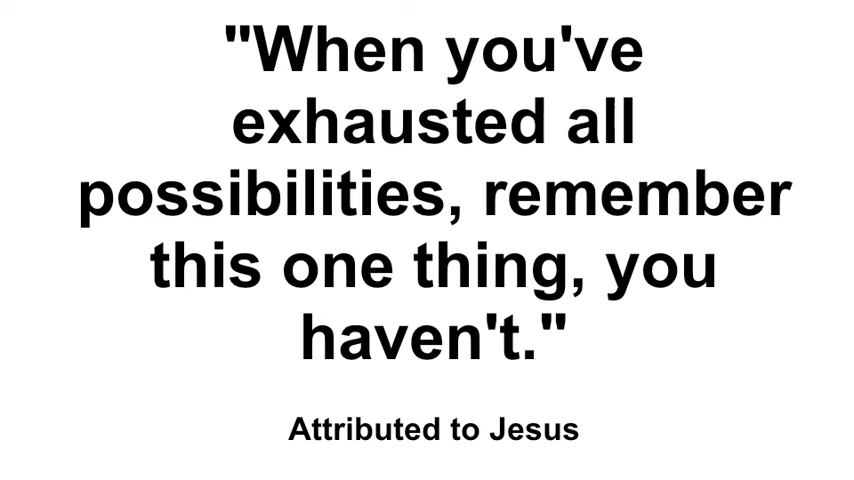 "When you've
exhausted all
possibilities, remember
this one thing, you
haven't."
Attributed to Jesus